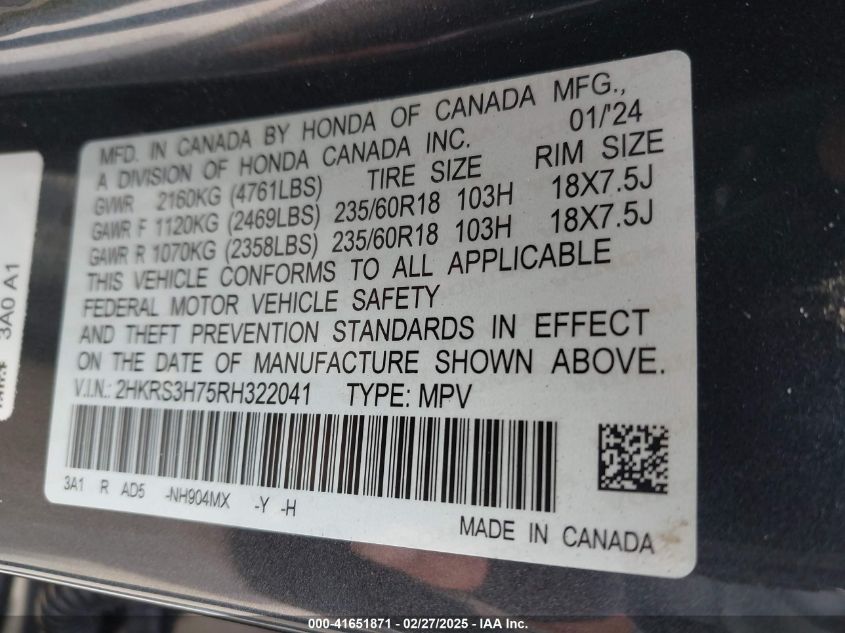 MFD. IN CANADA BY HONDA OF CANADA MFG.,
A DIVISION OF HONDA CANADA INC. 01/'24
GVWR 2160KG (4761LBS) TIRE SIZE RIM SIZE
GAWR F 1120KG (2469LBS) 235/60R18 103H 18X7.5J
GAWR R 1070KG (2358LBS) 235/60R18 103H 18X7.5J
THIS VEHICLE CONFORMS TO ALL APPLICABLE
FEDERAL MOTOR VEHICLE SAFETY
AND THEFT PREVENTION STANDARDS IN EFFECT
ON THE DATE OF MANUFACTURE SHOWN ABOVE.
V.I.N.: 2HKRS3H75RH322041 TYPE: MPV
3A1 R AD5 -NH904MX -Y -H
MADE IN CANADA
3A0 A1
000-41651871 - 02/27/2025 - IAA Inc.